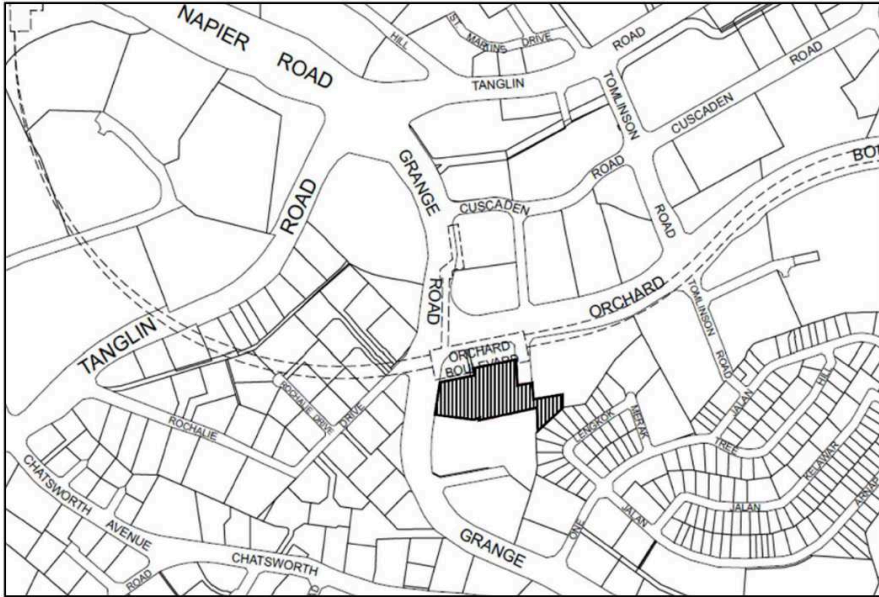 NAPIER
ROAD
HILL
ST.
MARTINS
DRIVE
TANGLIN
ROAD
TOMLINSON
ROAD
CUSCADEN
ROAD
GRANGE
ROAD
CUSCADEN
ROAD
TANGLIN
ROAD
ORCHARD
ORCHARD
BOULEVARD
TOMLINSON
ROAD
ROCHALIE
ROCHALIE DRIVE
DRIVE
LENGKOK
MERAK
JALAN
TREE
HILL
JALAN
KELAWAR
JALAN
ARNAP
ONE
GRANGE
CHATSWORTH
AVENUE
CHATSWORTH
ROAD